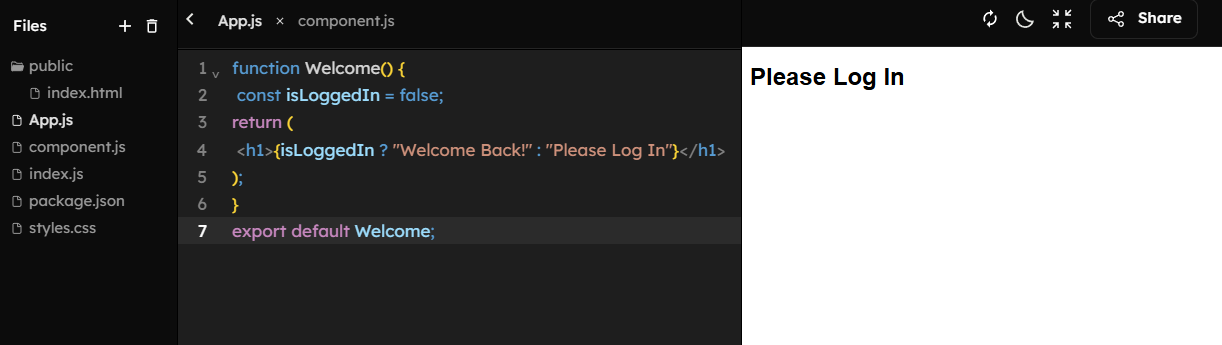 Files
public
index.html
App.js
component.js
index.js
package.json
styles.css
App.js × component.js
1 function Welcome() {
2 const isLoggedIn = false;
3 return (
4 <h1>{isLoggedIn ? "Welcome Back!" : "Please Log In"}</h1>
5 );
6 }
7 export default Welcome;
Share
Please Log In